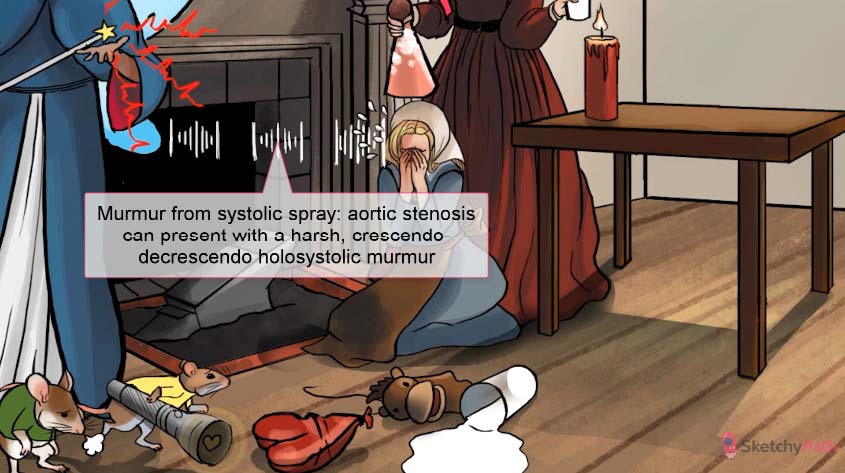 Murmur from systolic spray: aortic stenosis
can present with a harsh, crescendo-
decrescendo holosystolic murmur
SketchyPath